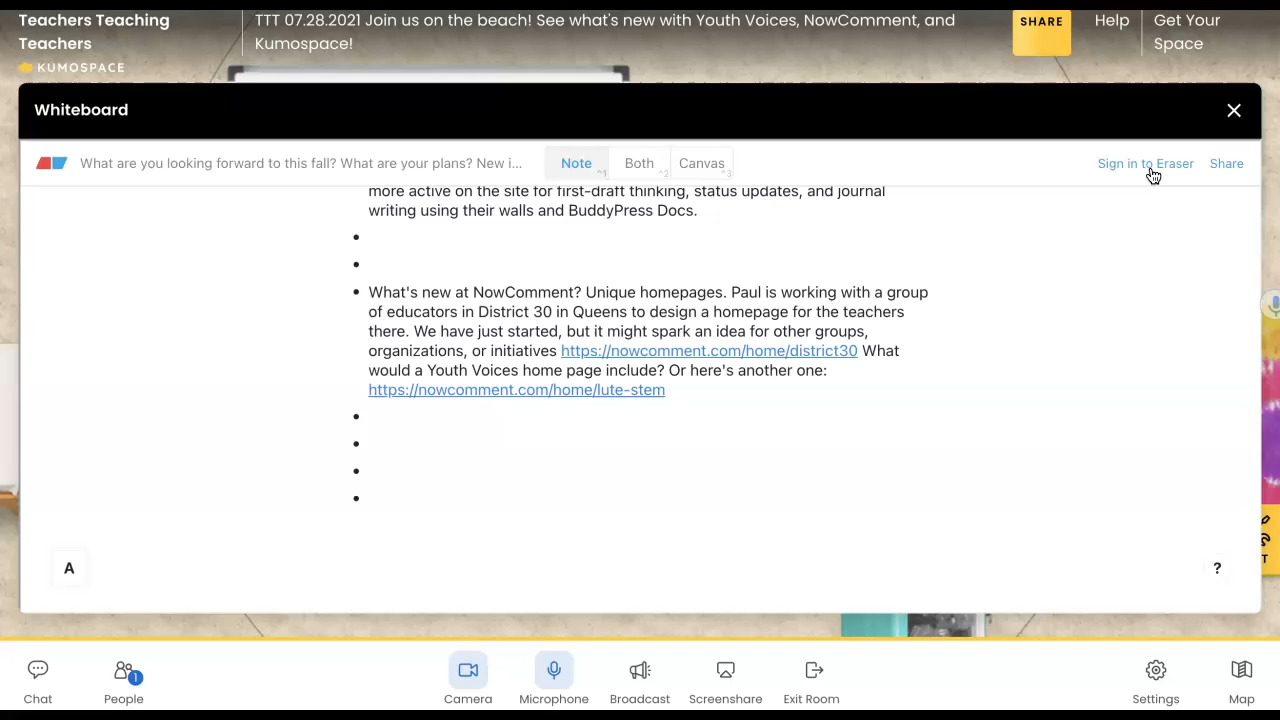 Teachers Teaching
Teachers
TTT 07.28.2021 Join us on the beach! See what's new with Youth Voices, NowComment, and
Kumospace!
SHARE
Help
Get Your
Space
KUMOSPACE
Whiteboard
What are you looking forward to this fall? What are your plans? New i...
Note ^1
Both ^2
Canvas ^3
Sign in to Eraser
Share
more active on the site for first-draft thinking, status updates, and journal
writing using their walls and BuddyPress Docs.
What's new at NowComment? Unique homepages. Paul is working with a group
of educators in District 30 in Queens to design a homepage for the teachers
there. We have just started, but it might spark an idea for other groups,
organizations, or initiatives https://nowcomment.com/home/district30 What
would a Youth Voices home page include? Or here's another one:
https://nowcomment.com/home/lute-stem
A
?
T
Chat
1
People
Camera
Microphone
Broadcast
Screenshare
Exit Room
Settings
Map